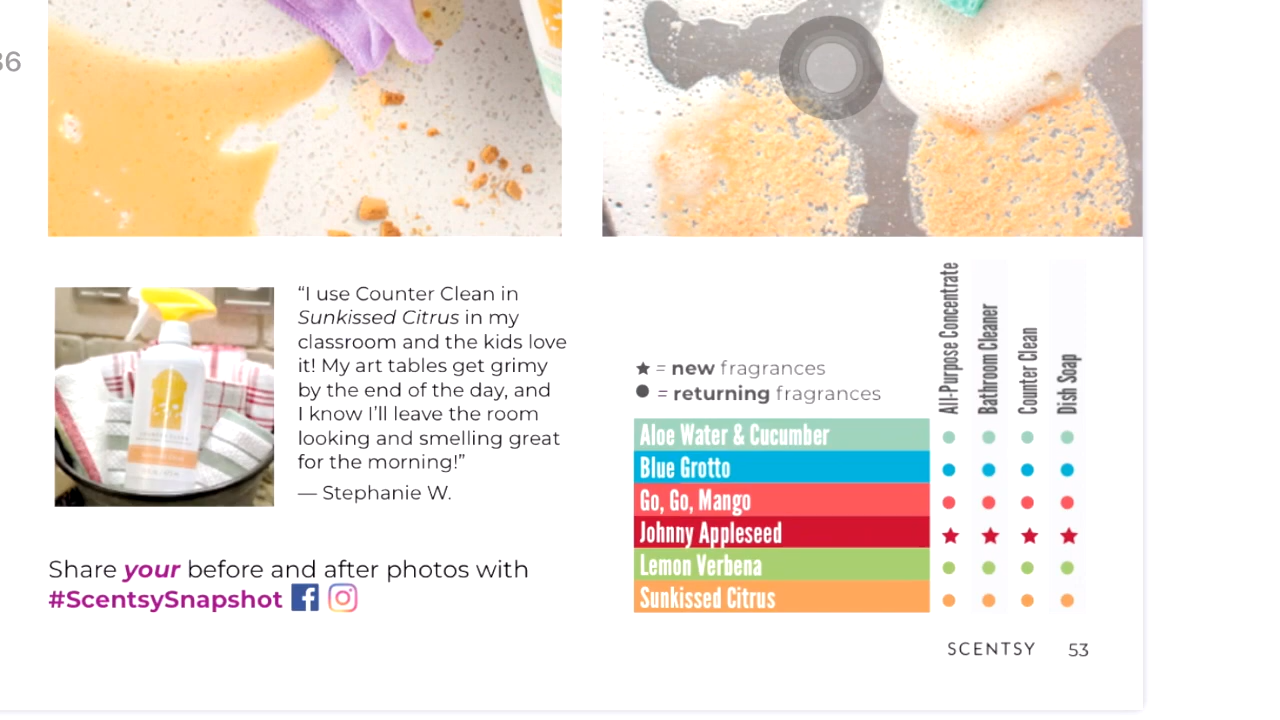 "I use Counter Clean in
Sunkissed Citrus in my
classroom and the kids love
it! My art tables get grimy
by the end of the day, and
I know I'll leave the room
looking and smelling great
for the morning!"
— Stephanie W.
Share your before and after photos with
#ScentsySnapshot
★ = new fragrances
● = returning fragrances
All-Purpose Concentrate
Bathroom Cleaner
Counter Clean
Dish Soap
Aloe Water & Cucumber
Blue Grotto
Go, Go, Mango
Johnny Appleseed
Lemon Verbena
Sunkissed Citrus
SCENTSY 53